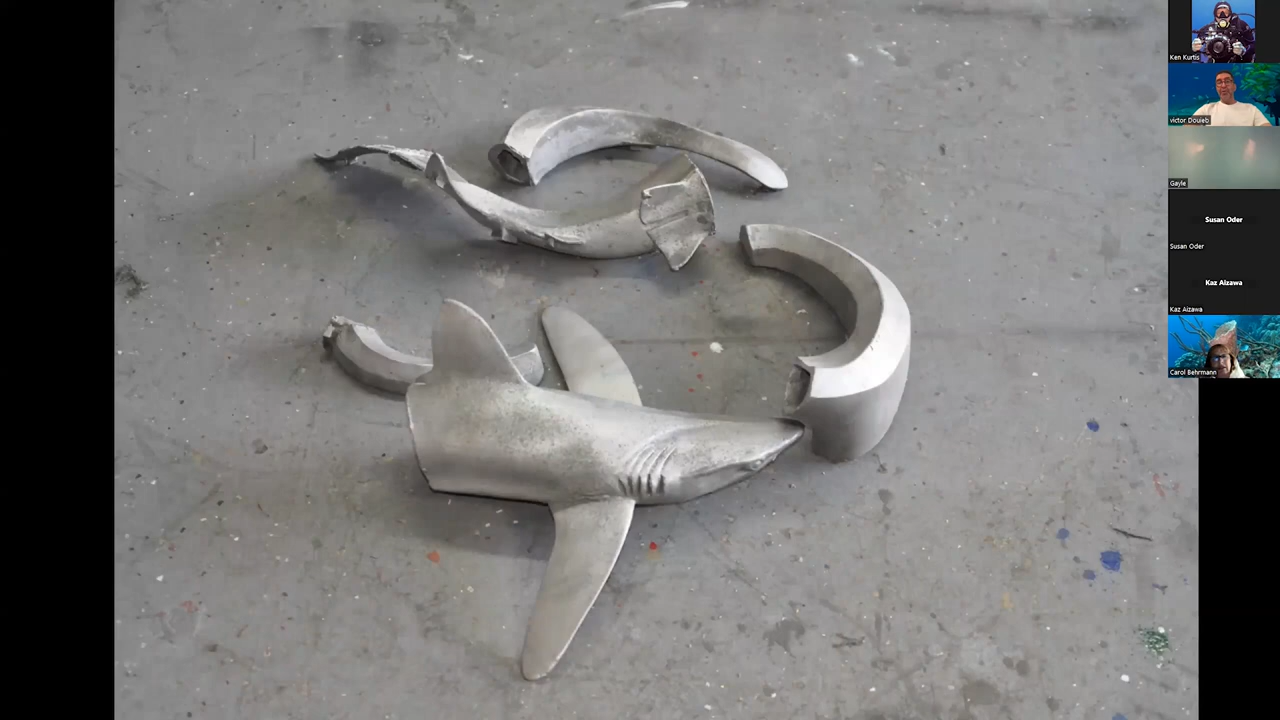 Ken Kurtis
victor Douieb
Gayle
Susan Oder
Susan Oder
Kaz Aizawa
Kaz Aizawa
Carol Behrmann